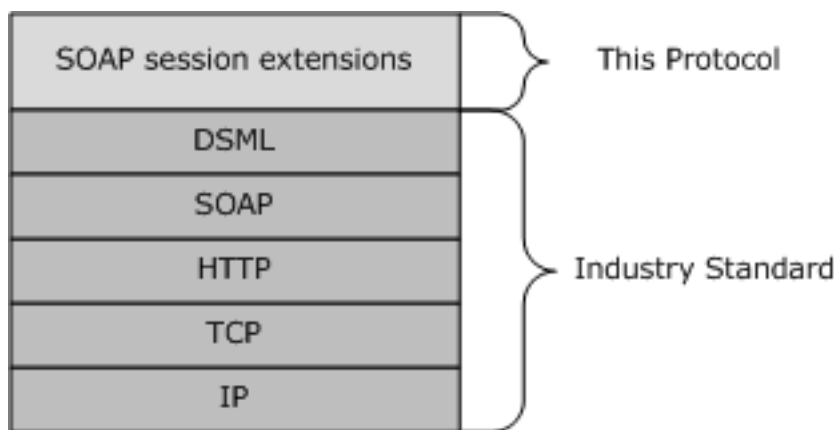 SOAP session extensions
This Protocol
DSML
SOAP
HTTP
Industry Standard
TCP
IP